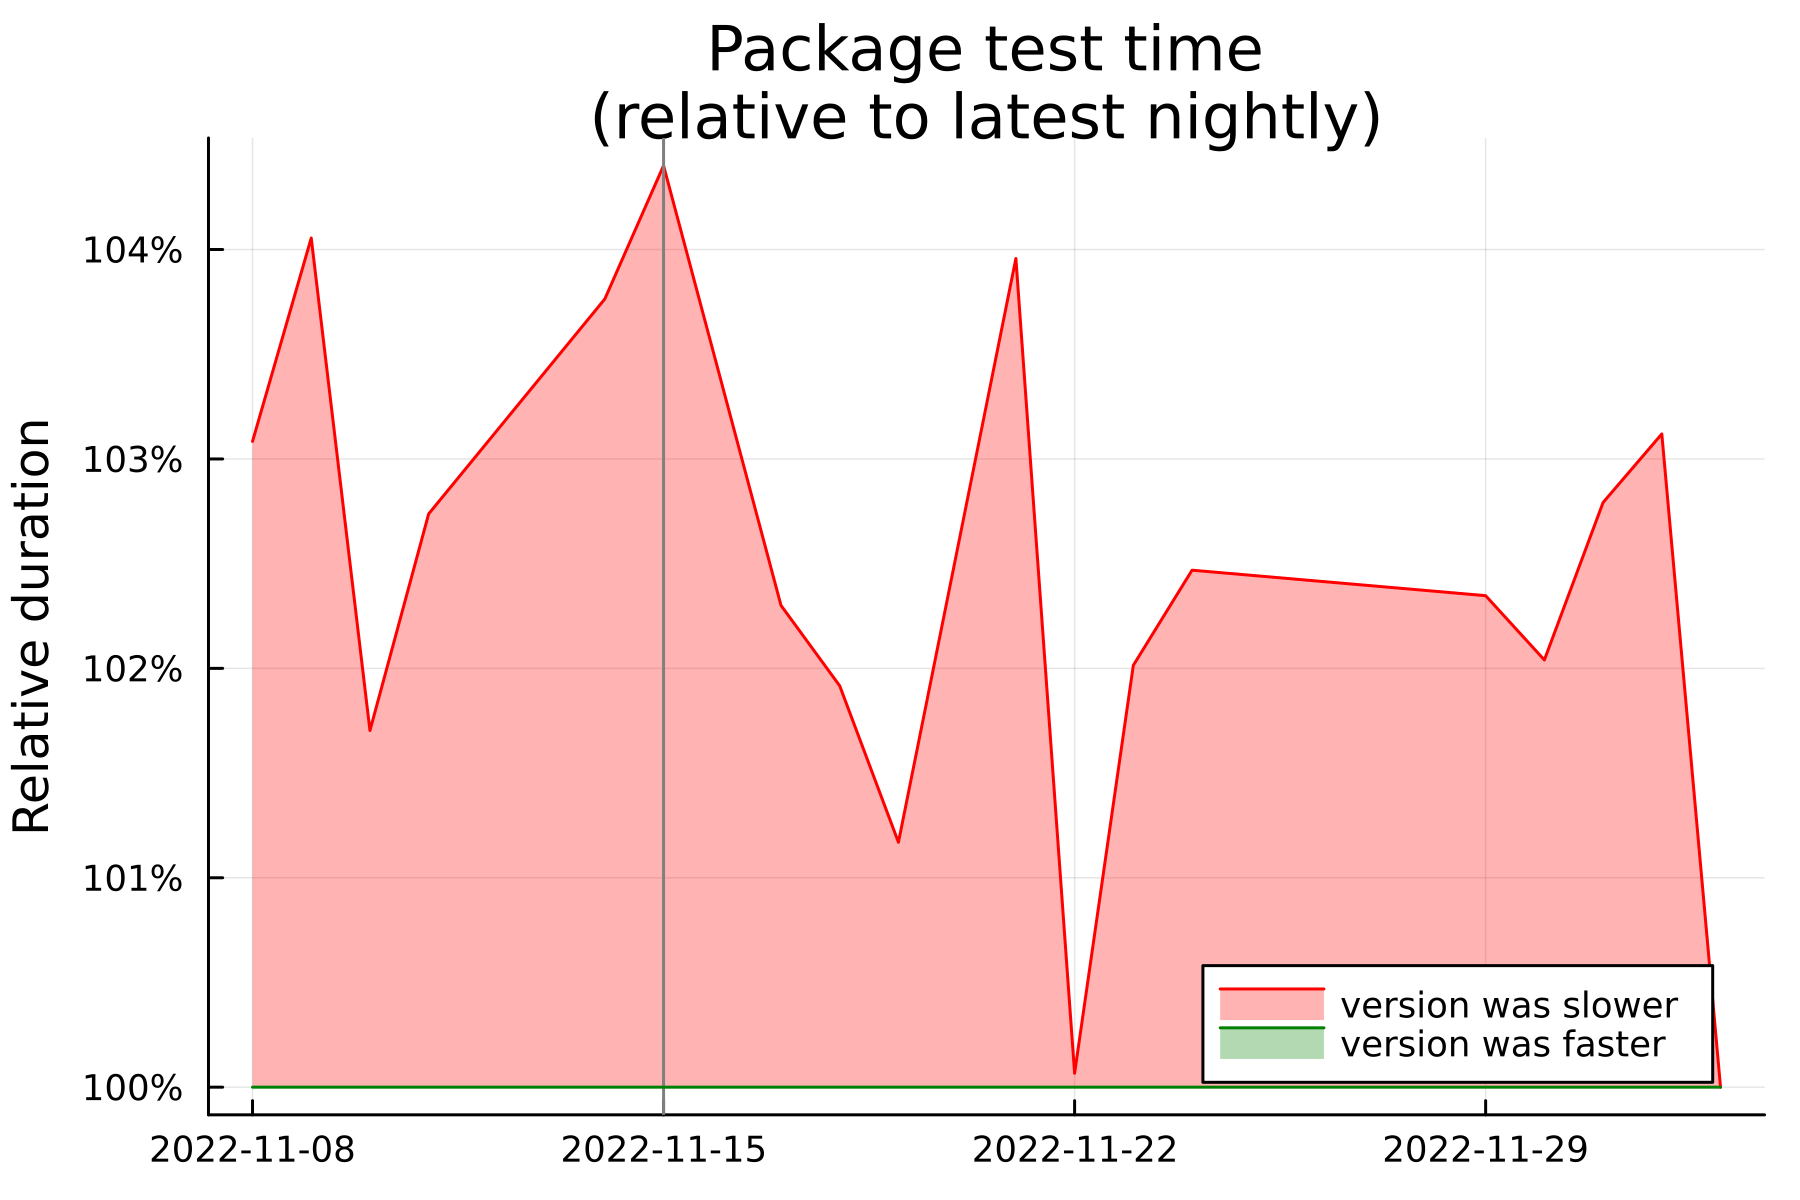 Package test time
(relative to latest nightly)
Relative duration
104%
103%
102%
101%
100%
version was slower
version was faster
2022-11-08
2022-11-15
2022-11-22
2022-11-29